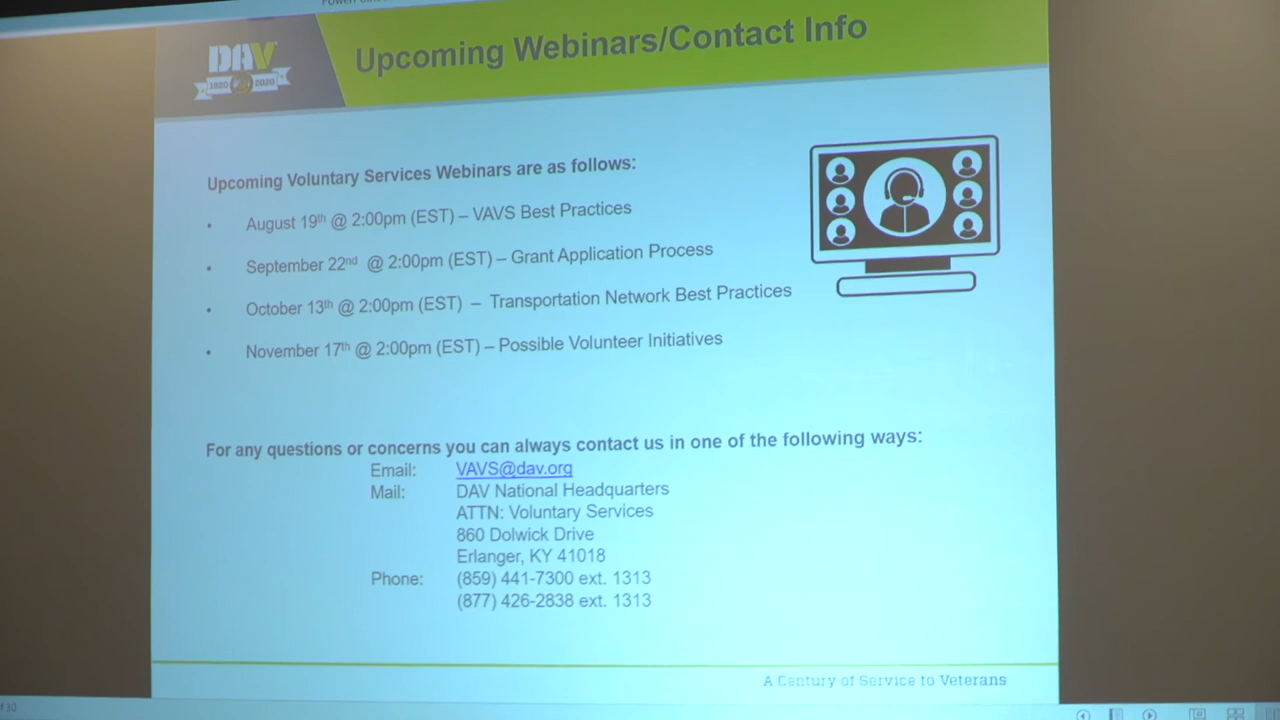 DAV
1920 2020
Upcoming Webinars/Contact Info
Upcoming Voluntary Services Webinars are as follows:
• August 19th @ 2:00pm (EST) – VAVS Best Practices
• September 22nd @ 2:00pm (EST) – Grant Application Process
• October 13th @ 2:00pm (EST) – Transportation Network Best Practices
• November 17th @ 2:00pm (EST) – Possible Volunteer Initiatives
For any questions or concerns you can always contact us in one of the following ways:
Email: VAVS@dav.org
Mail: DAV National Headquarters
ATTN: Voluntary Services
860 Dolwick Drive
Erlanger, KY 41018
Phone: (859) 441-7300 ext. 1313
(877) 426-2838 ext. 1313
A Century of Service to Veterans
30